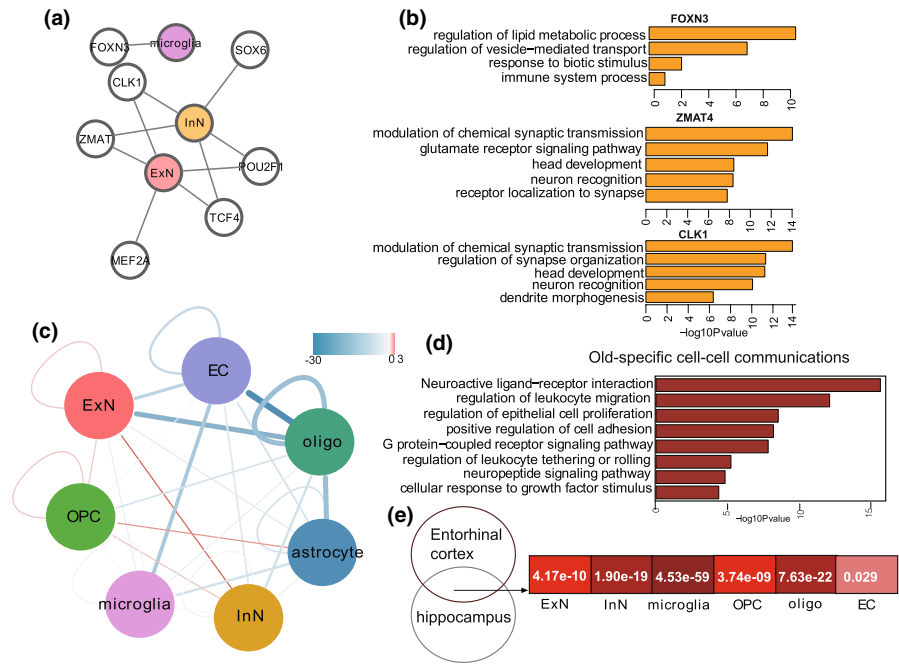 (a)
FOXN3
microglia
SOX6
CLK1
InN
ZMAT
POU2F1
ExN
TCF4
MEF2A
(b)
FOXN3
regulation of lipid metabolic process
regulation of vesicle−mediated transport
response to biotic stimulus
immune system process
0 2 4 6 8 10
ZMAT4
modulation of chemical synaptic transmission
glutamate receptor signaling pathway
head development
neuron recognition
receptor localization to synapse
0 2 4 6 8 10 12 14
CLK1
modulation of chemical synaptic transmission
regulation of synapse organization
head development
neuron recognition
dendrite morphogenesis
0 2 4 6 8 10 12 14
−log10Pvalue
(c)
-30 0 3
EC
ExN
oligo
OPC
astrocyte
microglia
InN
(d)
Old-specific cell-cell communications
Neuroactive ligand−receptor interaction
regulation of leukocyte migration
regulation of epithelial cell proliferation
positive regulation of cell adhesion
G protein−coupled receptor signaling pathway
regulation of leukocyte tethering or rolling
neuropeptide signaling pathway
cellular response to growth factor stimulus
0 5 10 15
−log10Pvalue
(e)
Entorhinal
cortex
hippocampus
4.17e-10 1.90e-19 4.53e-59 3.74e-09 7.63e-22 0.029
ExN InN microglia OPC oligo EC